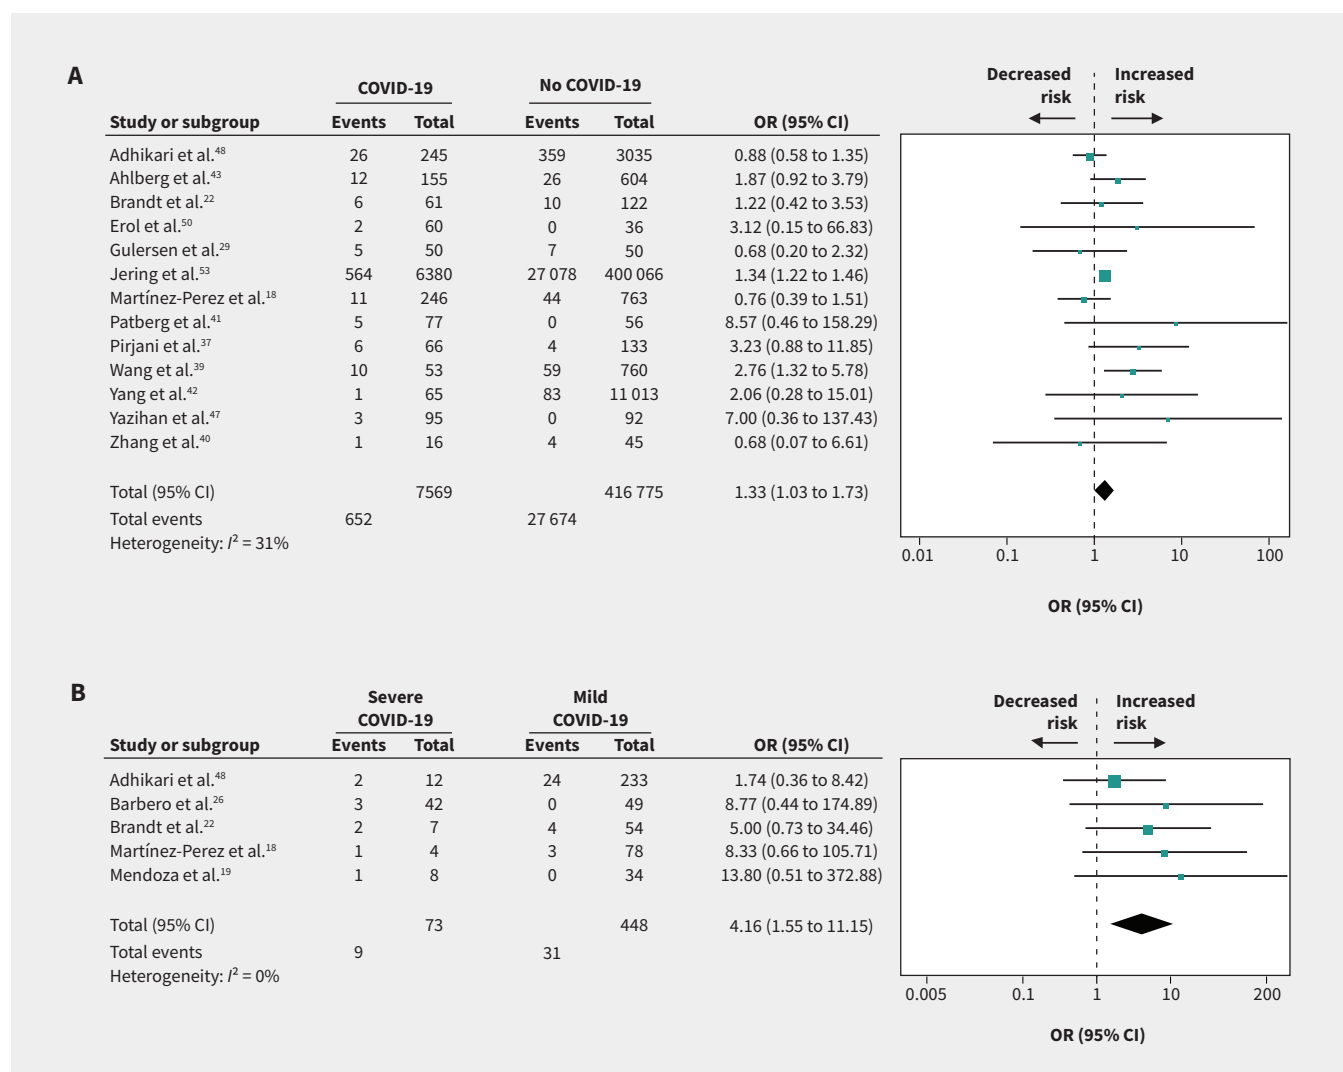 A
COVID-19 No COVID-19 Decreased risk Increased risk
Study or subgroup Events Total Events Total OR (95% CI)
Adhikari et al.48 26 245 359 3035 0.88 (0.58 to 1.35)
Ahlberg et al.43 12 155 26 604 1.87 (0.92 to 3.79)
Brandt et al.22 6 61 10 122 1.22 (0.42 to 3.53)
Erol et al.50 2 60 0 36 3.12 (0.15 to 66.83)
Gulersen et al.29 5 50 7 50 0.68 (0.20 to 2.32)
Jering et al.53 564 6380 27 078 400 066 1.34 (1.22 to 1.46)
Martínez-Perez et al.18 11 246 44 763 0.76 (0.39 to 1.51)
Patberg et al.41 5 77 0 56 8.57 (0.46 to 158.29)
Pirjani et al.37 6 66 4 133 3.23 (0.88 to 11.85)
Wang et al.39 10 53 59 760 2.76 (1.32 to 5.78)
Yang et al.42 1 65 83 11 013 2.06 (0.28 to 15.01)
Yazihan et al.47 3 95 0 92 7.00 (0.36 to 137.43)
Zhang et al.40 1 16 4 45 0.68 (0.07 to 6.61)
Total (95% CI) 7569 416 775 1.33 (1.03 to 1.73)
Total events 652 27 674
Heterogeneity: I² = 31%
0.01 0.1 1 10 100
OR (95% CI)
B
Severe COVID-19 Mild COVID-19 Decreased risk Increased risk
Study or subgroup Events Total Events Total OR (95% CI)
Adhikari et al.48 2 12 24 233 1.74 (0.36 to 8.42)
Barbero et al.26 3 42 0 49 8.77 (0.44 to 174.89)
Brandt et al.22 2 7 4 54 5.00 (0.73 to 34.46)
Martínez-Perez et al.18 1 4 3 78 8.33 (0.66 to 105.71)
Mendoza et al.19 1 8 0 34 13.80 (0.51 to 372.88)
Total (95% CI) 73 448 4.16 (1.55 to 11.15)
Total events 9 31
Heterogeneity: I² = 0%
0.005 0.1 1 10 200
OR (95% CI)